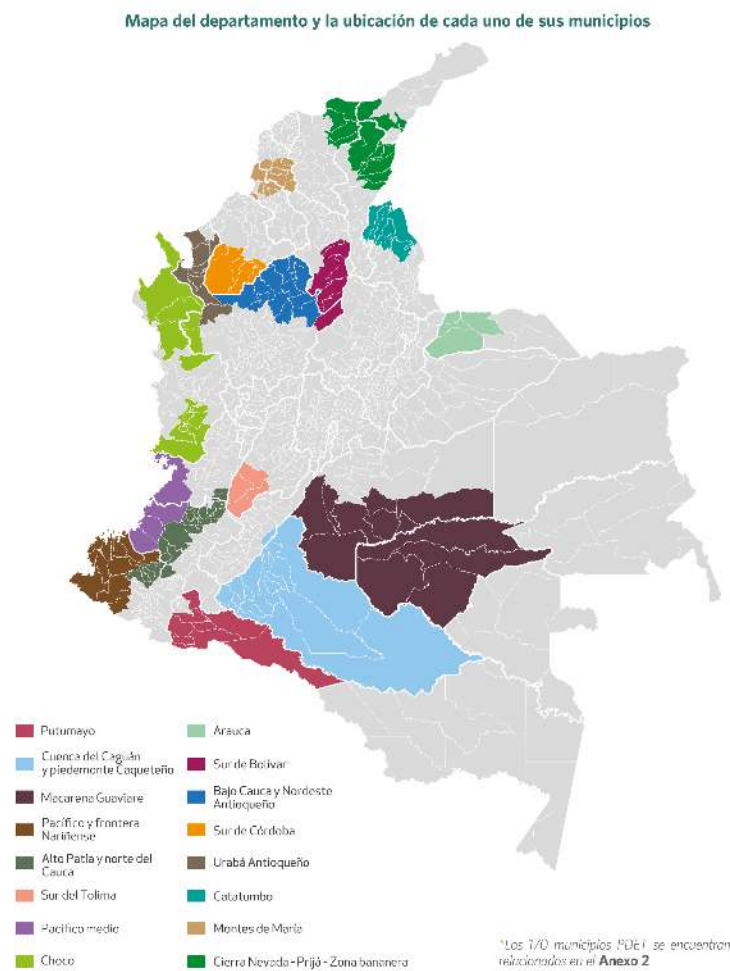 Mapa del departamento y la ubicación de cada uno de sus municipios
Putumayo
Cuenca del Caguán
y piedemonte Caqueteño
Macarena Guaviare
Pacífico y frontera
Nariñense
Alto Patía y norte del
Cauca
Sur del Tolima
Pacífico medio
Choco
Arauca
Sur de Bolívar
Bajo Cauca y Nordeste
Antioqueño
Sur de Córdoba
Urabá Antioqueño
Catatumbo
Montes de María
Cierra Nevada - Prijá - Zona bananera
*Los 170 municipios PDET se encuentran
relacionados en el Anexo 2